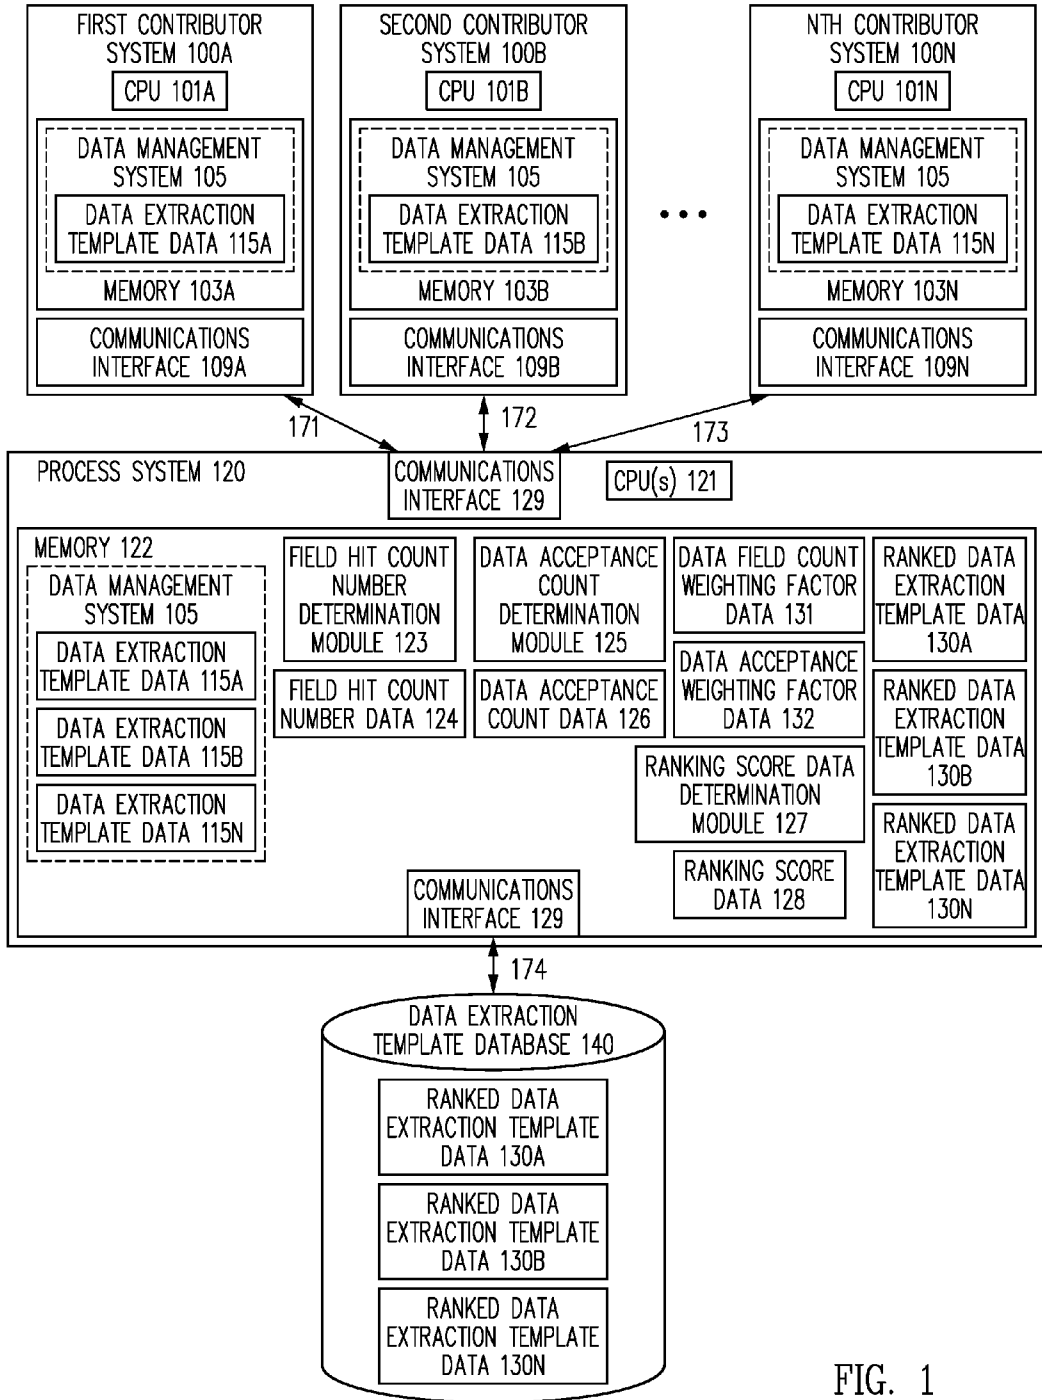 FIRST CONTRIBUTOR
SYSTEM 100A
CPU 101A
DATA MANAGEMENT
SYSTEM 105
DATA EXTRACTION
TEMPLATE DATA 115A
MEMORY 103A
COMMUNICATIONS
INTERFACE 109A
SECOND CONTRIBUTOR
SYSTEM 100B
CPU 101B
DATA MANAGEMENT
SYSTEM 105
DATA EXTRACTION
TEMPLATE DATA 115B
MEMORY 103B
COMMUNICATIONS
INTERFACE 109B
NTH CONTRIBUTOR
SYSTEM 100N
CPU 101N
DATA MANAGEMENT
SYSTEM 105
DATA EXTRACTION
TEMPLATE DATA 115N
MEMORY 103N
COMMUNICATIONS
INTERFACE 109N
171
172
173
PROCESS SYSTEM 120
COMMUNICATIONS
INTERFACE 129
CPU(s) 121
MEMORY 122
DATA MANAGEMENT
SYSTEM 105
DATA EXTRACTION
TEMPLATE DATA 115A
DATA EXTRACTION
TEMPLATE DATA 115B
DATA EXTRACTION
TEMPLATE DATA 115N
FIELD HIT COUNT
NUMBER
DETERMINATION
MODULE 123
FIELD HIT COUNT
NUMBER DATA 124
DATA ACCEPTANCE
COUNT
DETERMINATION
MODULE 125
DATA ACCEPTANCE
COUNT DATA 126
DATA FIELD COUNT
WEIGHTING FACTOR
DATA 131
DATA ACCEPTANCE
WEIGHTING FACTOR
DATA 132
RANKING SCORE DATA
DETERMINATION
MODULE 127
RANKING SCORE
DATA 128
RANKED DATA
EXTRACTION
TEMPLATE DATA
130A
RANKED DATA
EXTRACTION
TEMPLATE DATA
130B
RANKED DATA
EXTRACTION
TEMPLATE DATA
130N
COMMUNICATIONS
INTERFACE 129
174
DATA EXTRACTION
TEMPLATE DATABASE 140
RANKED DATA
EXTRACTION TEMPLATE
DATA 130A
RANKED DATA
EXTRACTION TEMPLATE
DATA 130B
RANKED DATA
EXTRACTION TEMPLATE
DATA 130N
FIG. 1